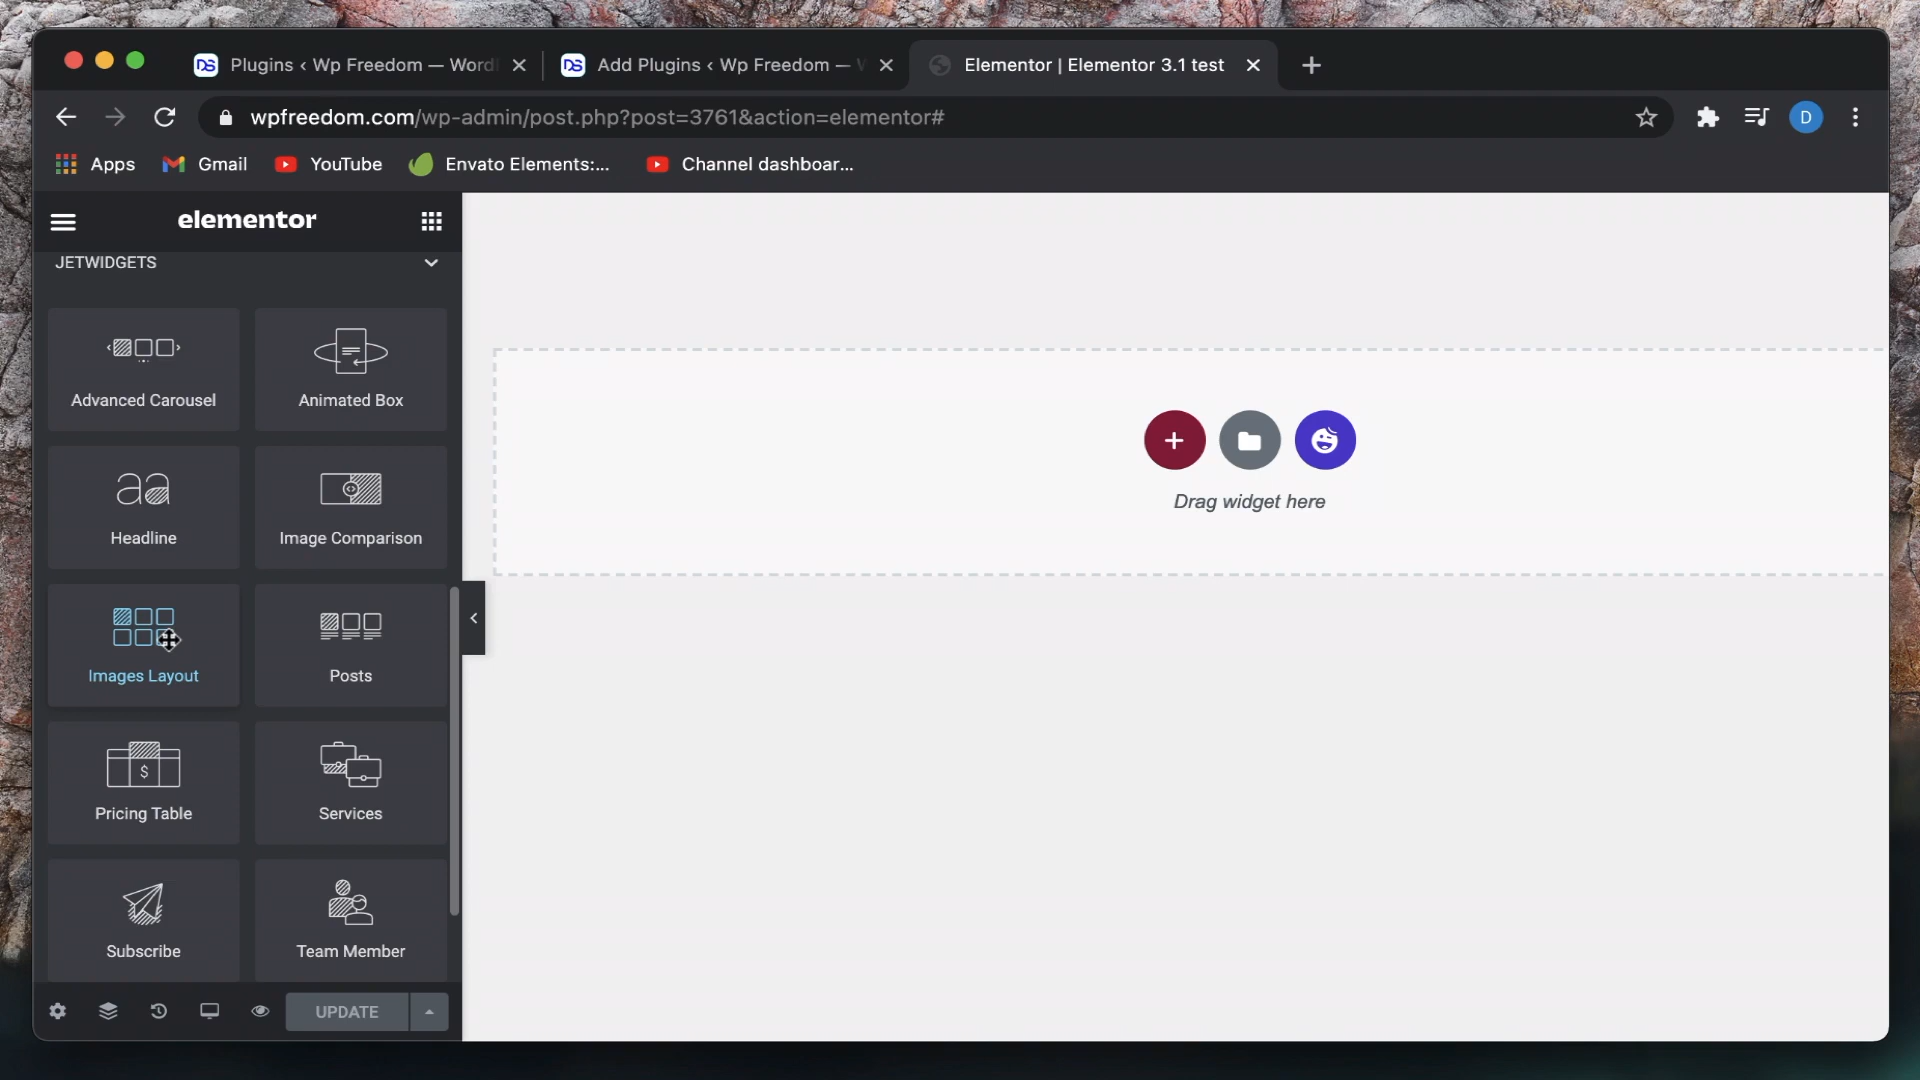 Plugins ‹ Wp Freedom — Word
Add Plugins ‹ Wp Freedom —
Elementor | Elementor 3.1 test
wpfreedom.com/wp-admin/post.php?post=3761&action=elementor#
D
Apps
Gmail
YouTube
Envato Elements:...
Channel dashboar...
elementor
JETWIDGETS
Advanced Carousel
Animated Box
Headline
Image Comparison
Images Layout
Posts
Pricing Table
Services
Subscribe
Team Member
UPDATE
Drag widget here